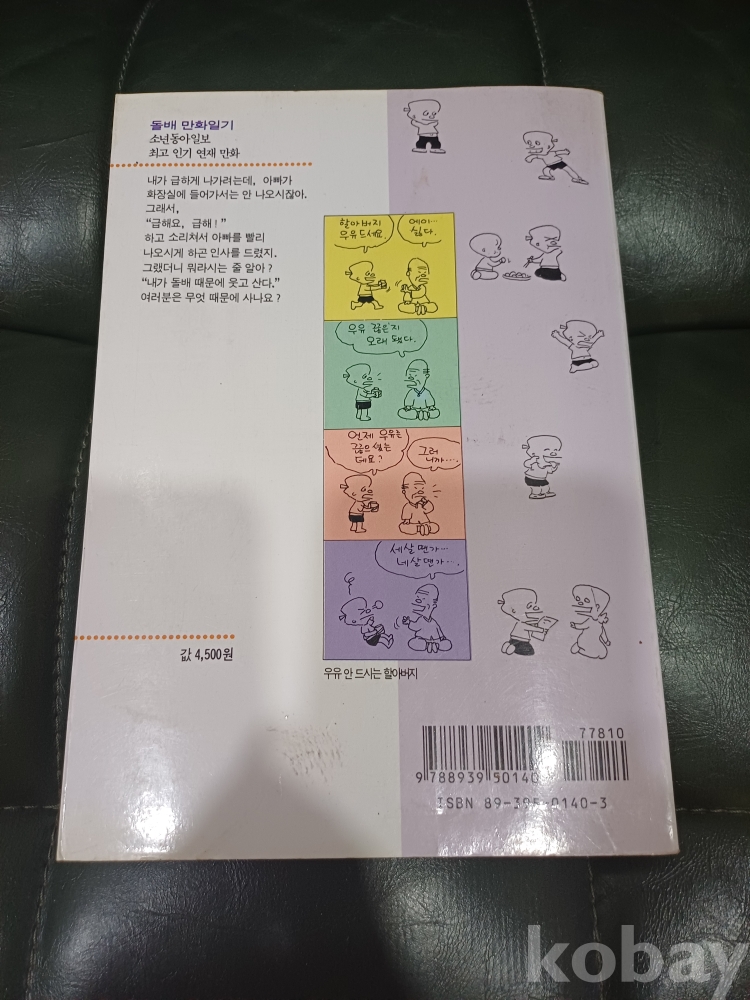 돌배 만화일기
소년동아일보
최고 인기 연재 만화
내가 급하게 나가려는데, 아빠가
화장실에 들어가서는 안 나오시잖아.
그래서,
“급해요, 급해!”
하고 소리쳐서 아빠를 빨리
나오시게 하곤 인사를 드렸지.
그랬더니 뭐라시는 줄 알아?
“내가 돌배 때문에 웃고 산다.”
여러분은 무엇 때문에 사나요?
할아버지
우유드세요.
에이…
싫다.
우유 끊은지
오래 됐다.
언제 우유는
끊으셨는
데요?
그러
니까….
세살땐가…
네살땐가….
우유 안 드시는 할아버지
값 4,500원
77810
9 788939 50140
ISBN 89-395-0140-3
kobay